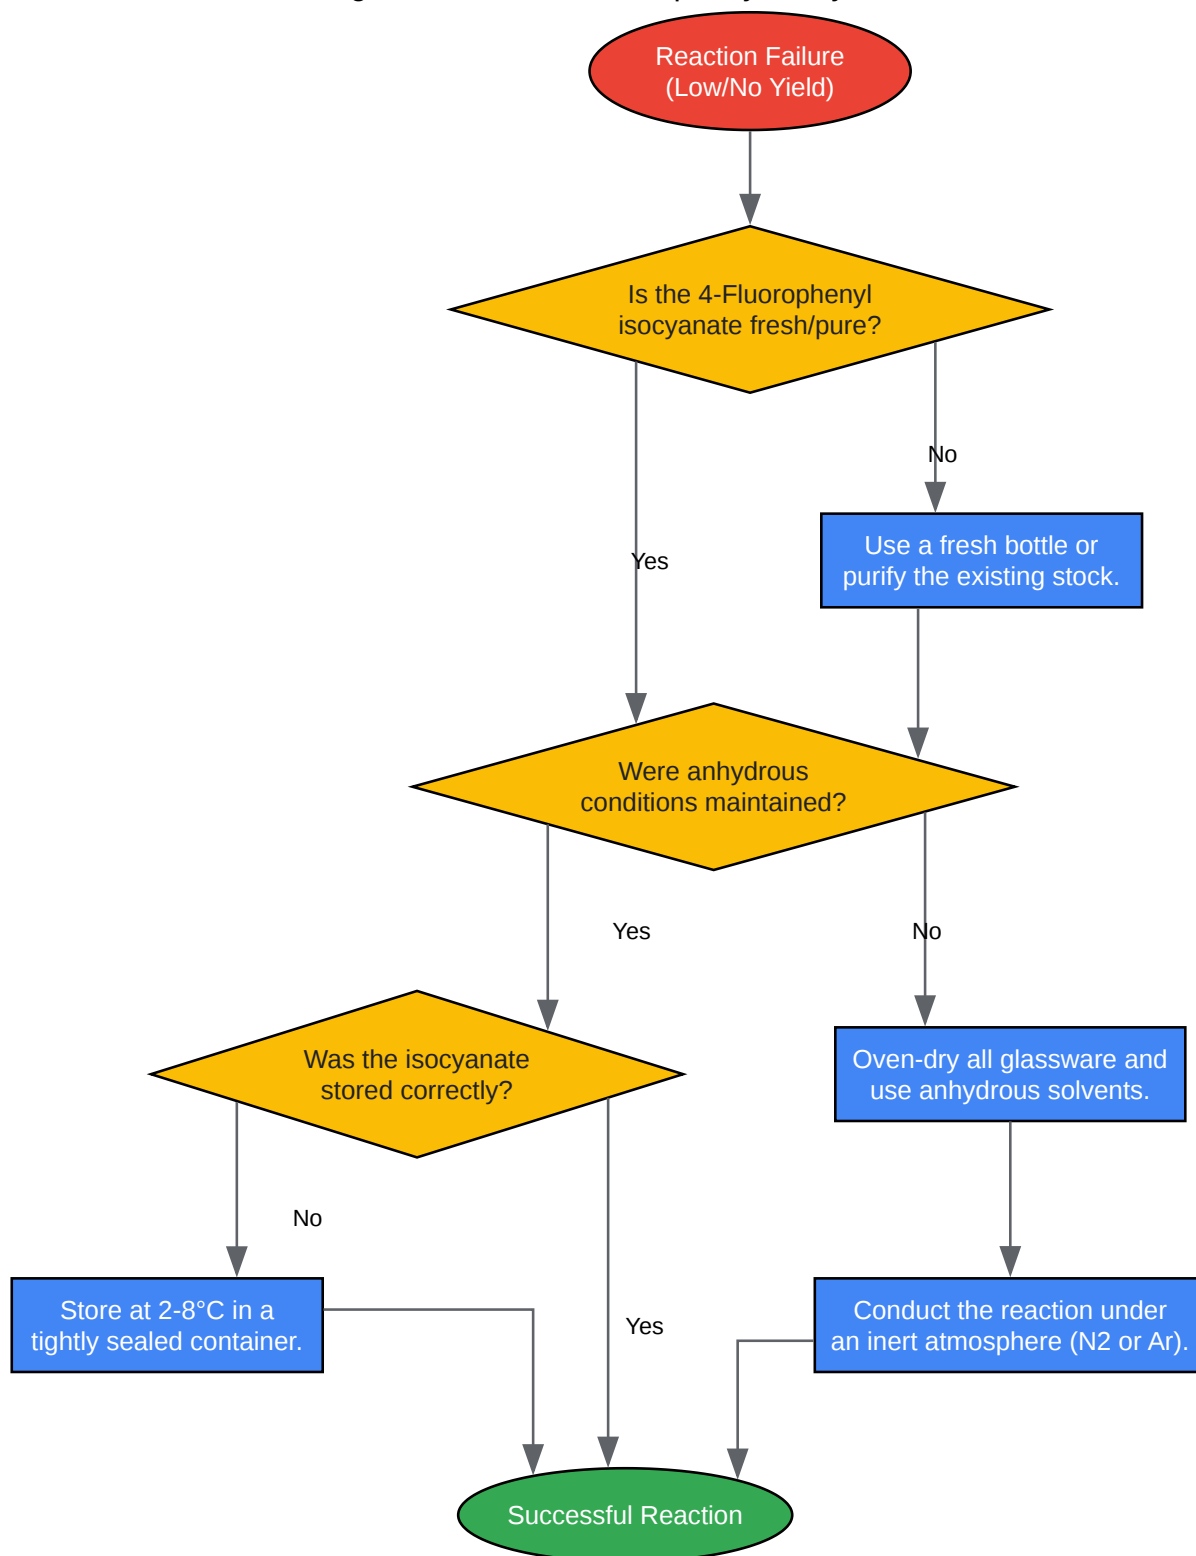 Reaction Failure
(Low/No Yield)
Is the 4-Fluorophenyl
isocyanate fresh/pure?
No
Use a fresh bottle or
purify the existing stock.
Yes
Were anhydrous
conditions maintained?
Yes
No
Was the isocyanate
stored correctly?
Oven-dry all glassware and
use anhydrous solvents.
No
Store at 2-8°C in a
tightly sealed container.
Yes
Conduct the reaction under
an inert atmosphere (N2 or Ar).
Successful Reaction